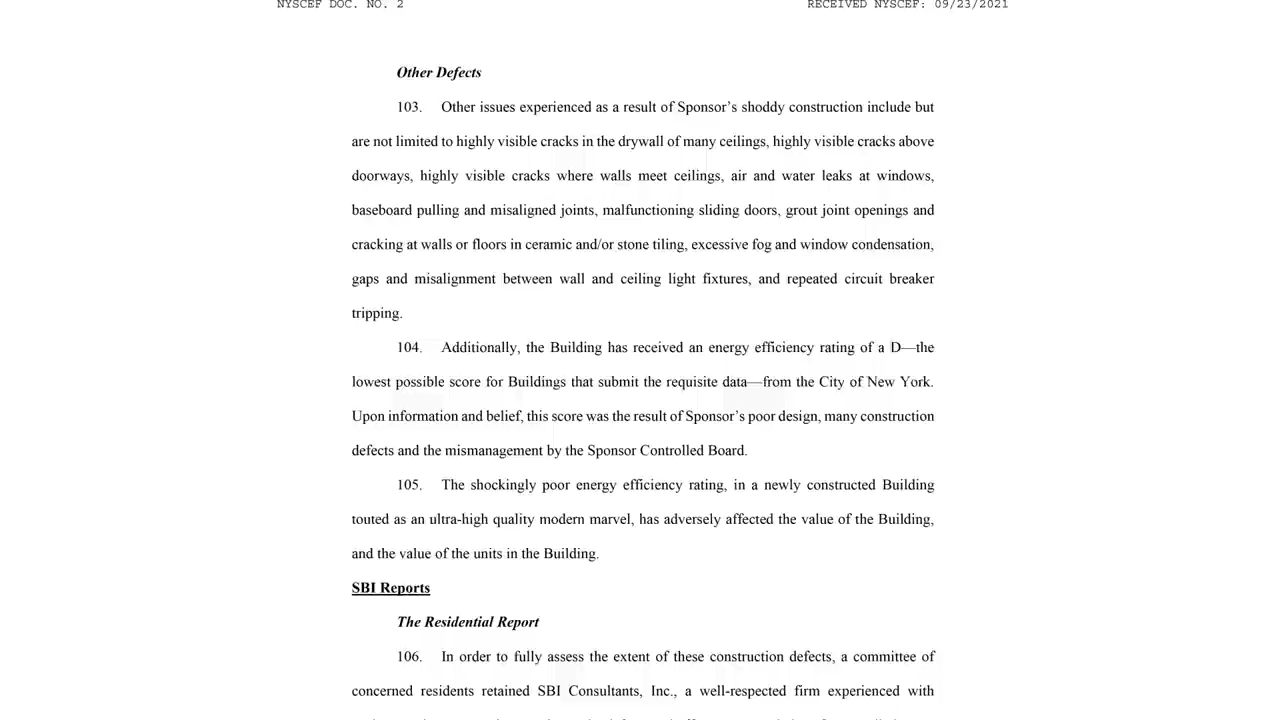 NYSCEF DOC. NO. 2 RECEIVED NYSCEF: 09/23/2021
Other Defects
103. Other issues experienced as a result of Sponsor’s shoddy construction include but
are not limited to highly visible cracks in the drywall of many ceilings, highly visible cracks above
doorways, highly visible cracks where walls meet ceilings, air and water leaks at windows,
baseboard pulling and misaligned joints, malfunctioning sliding doors, grout joint openings and
cracking at walls or floors in ceramic and/or stone tiling, excessive fog and window condensation,
gaps and misalignment between wall and ceiling light fixtures, and repeated circuit breaker
tripping.
104. Additionally, the Building has received an energy efficiency rating of a D—the
lowest possible score for Buildings that submit the requisite data—from the City of New York.
Upon information and belief, this score was the result of Sponsor’s poor design, many construction
defects and the mismanagement by the Sponsor Controlled Board.
105. The shockingly poor energy efficiency rating, in a newly constructed Building
touted as an ultra-high quality modern marvel, has adversely affected the value of the Building,
and the value of the units in the Building.
SBI Reports
The Residential Report
106. In order to fully assess the extent of these construction defects, a committee of
concerned residents retained SBI Consultants, Inc., a well-respected firm experienced with